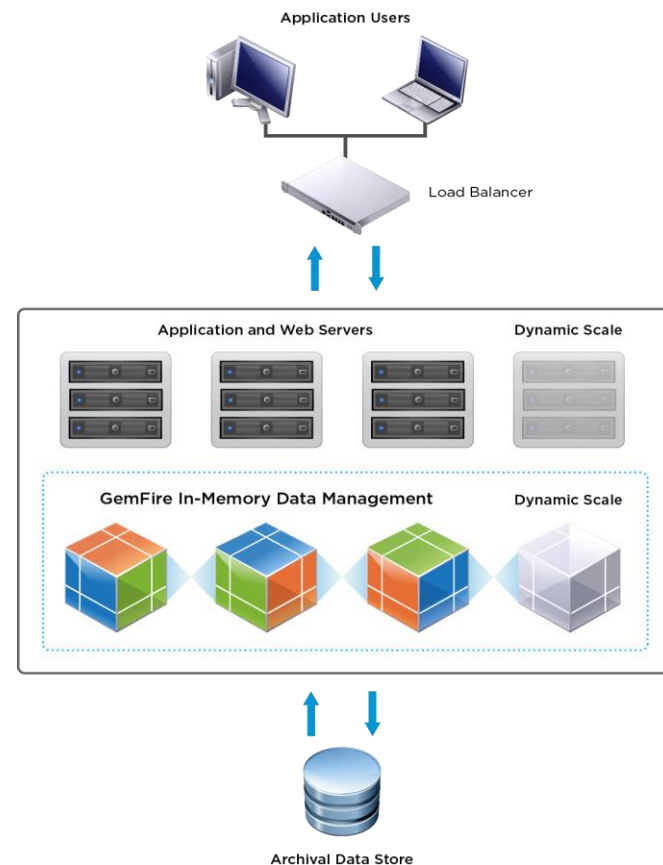 Application Users
Load Balancer
Application and Web Servers
Dynamic Scale
GemFire In-Memory Data Management
Dynamic Scale
Archival Data Store